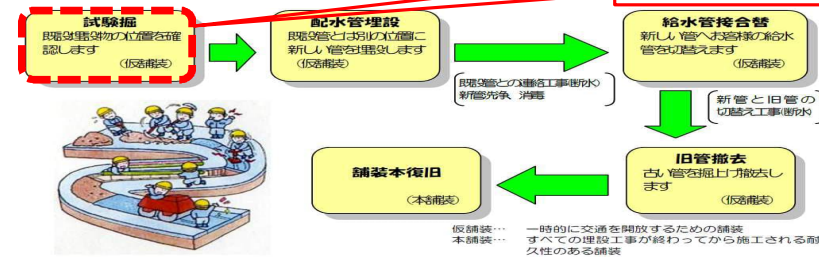 試験掘
既設埋設物の位置を確
認します
（仮舗装）
配水管埋設
既設管とは別の位置に
新しい管を埋設します
（仮舗装）
給水管接合替
新しい管へお客様の給水
管を切替えます
（仮舗装）
既設管との連絡工事（断水）
新管洗浄、消毒
新管と旧管の
切替え工事（断水）
旧管撤去
古い管を掘上げ撤去し
ます
（仮舗装）
舗装本復旧
（本舗装）
仮舗装… 一時的に交通を開放するための舗装
本舗装… すべての埋設工事が終わってから施工される耐
久性のある舗装